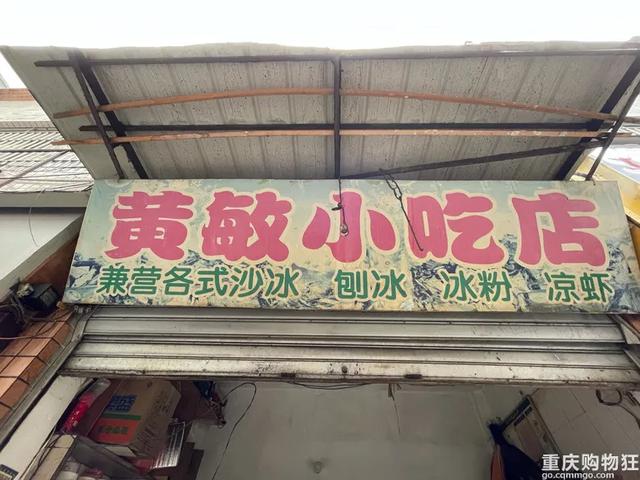 黄敏小吃店
兼营各式沙冰 刨冰 冰粉 凉虾
重庆购物狂
go.cqmmgo.com